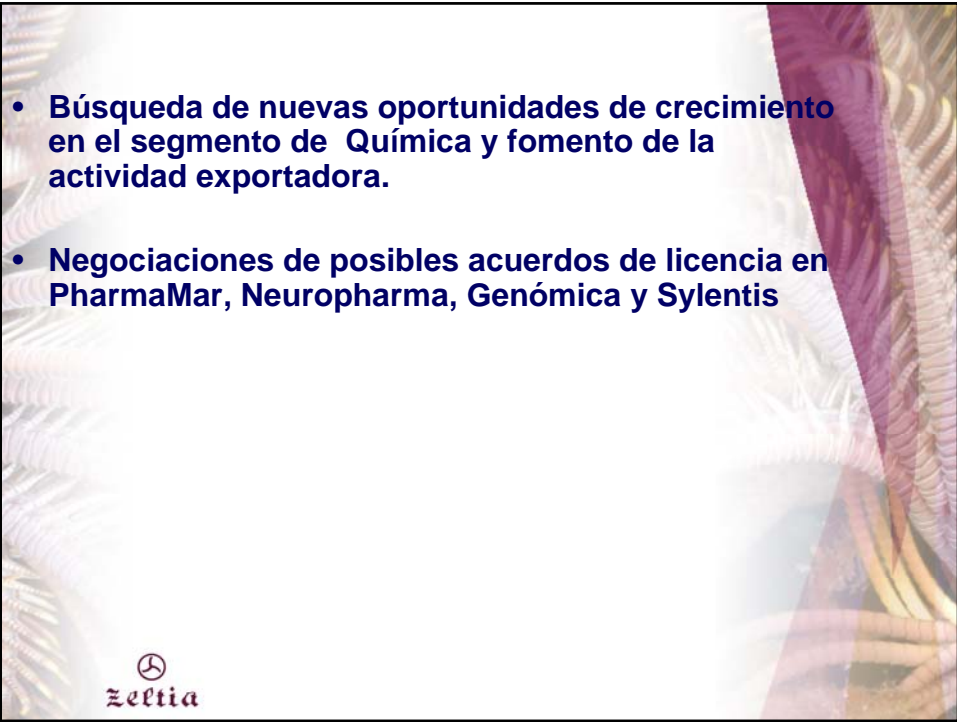 • Búsqueda de nuevas oportunidades de crecimiento
en el segmento de  Química y fomento de la
actividad exportadora.
• Negociaciones de posibles acuerdos de licencia en
PharmaMar, Neuropharma, Genómica y Sylentis
zeltia